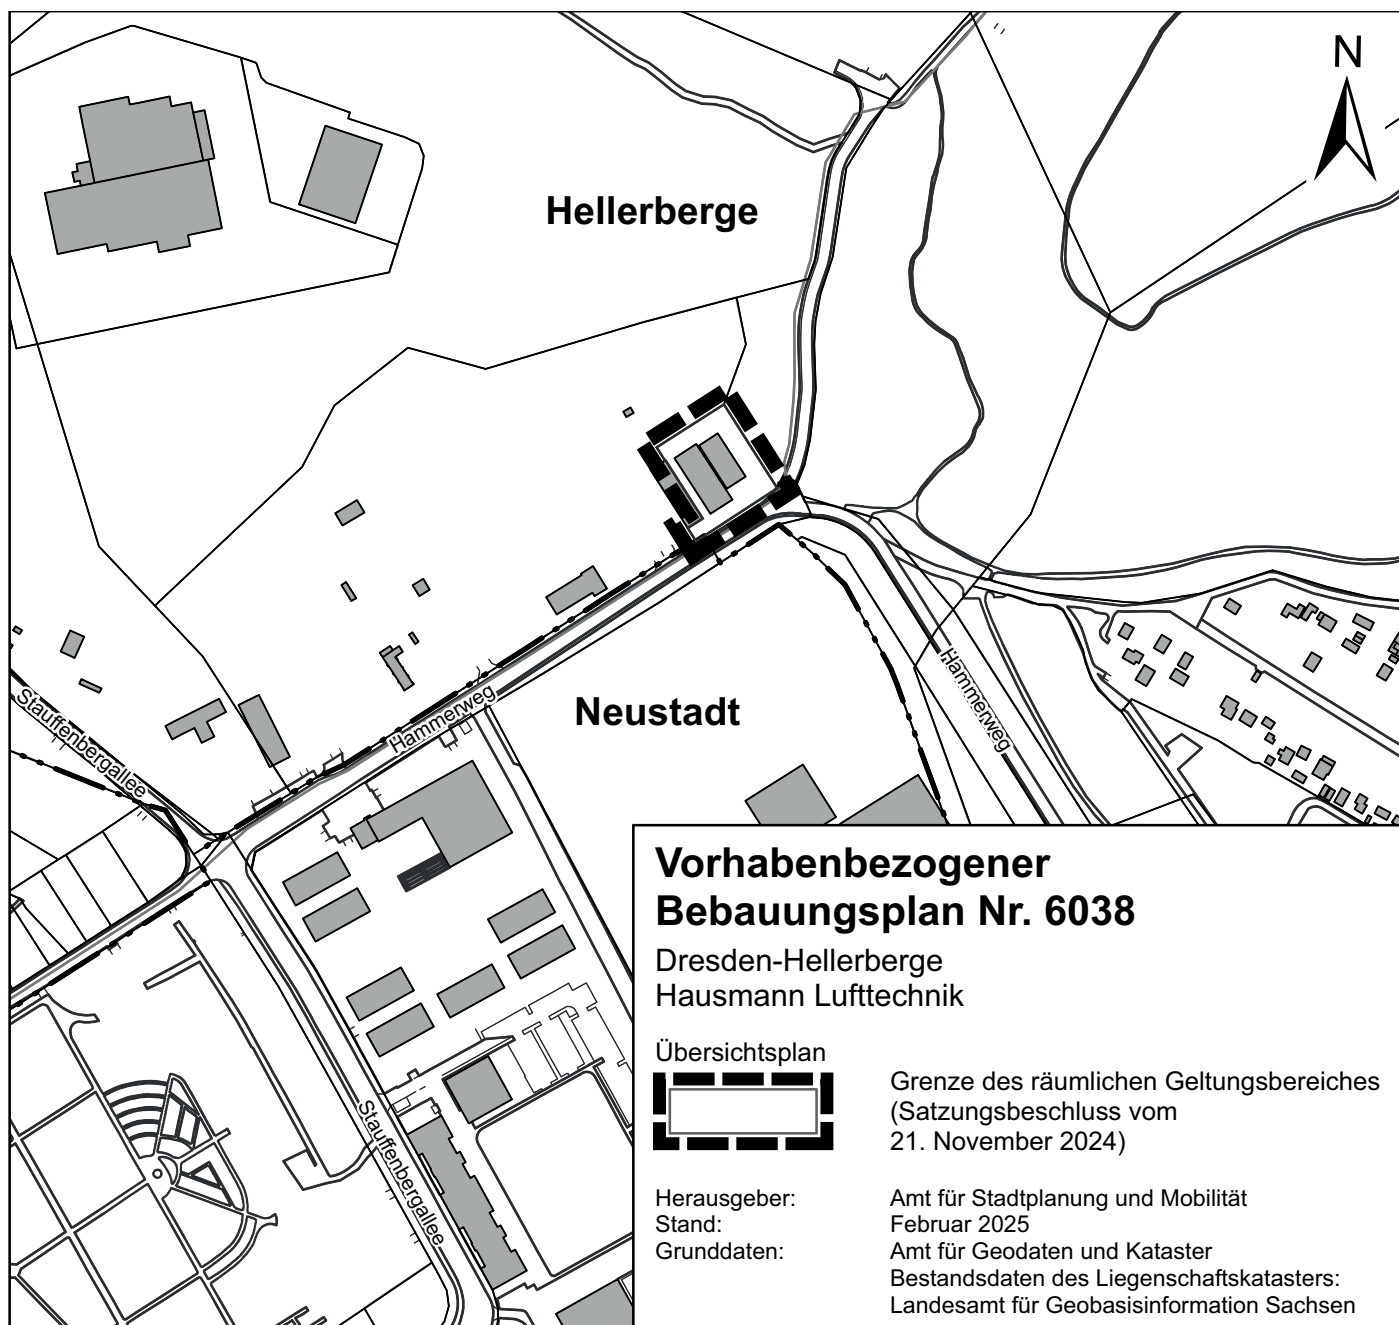 N
Hellerberge
Hammerweg
Stauffenbergallee
Neustadt
Hammerweg
Stauffenbergallee
Vorhabenbezogener
Bebauungsplan Nr. 6038
Dresden-Hellerberge
Hausmann Lufttechnik
Übersichtsplan
Grenze des räumlichen Geltungsbereiches
(Satzungsbeschluss vom
21. November 2024)
Herausgeber: Amt für Stadtplanung und Mobilität
Stand: Februar 2025
Grunddaten: Amt für Geodaten und Kataster
Bestandsdaten des Liegenschaftskatasters:
Landesamt für Geobasisinformation Sachsen